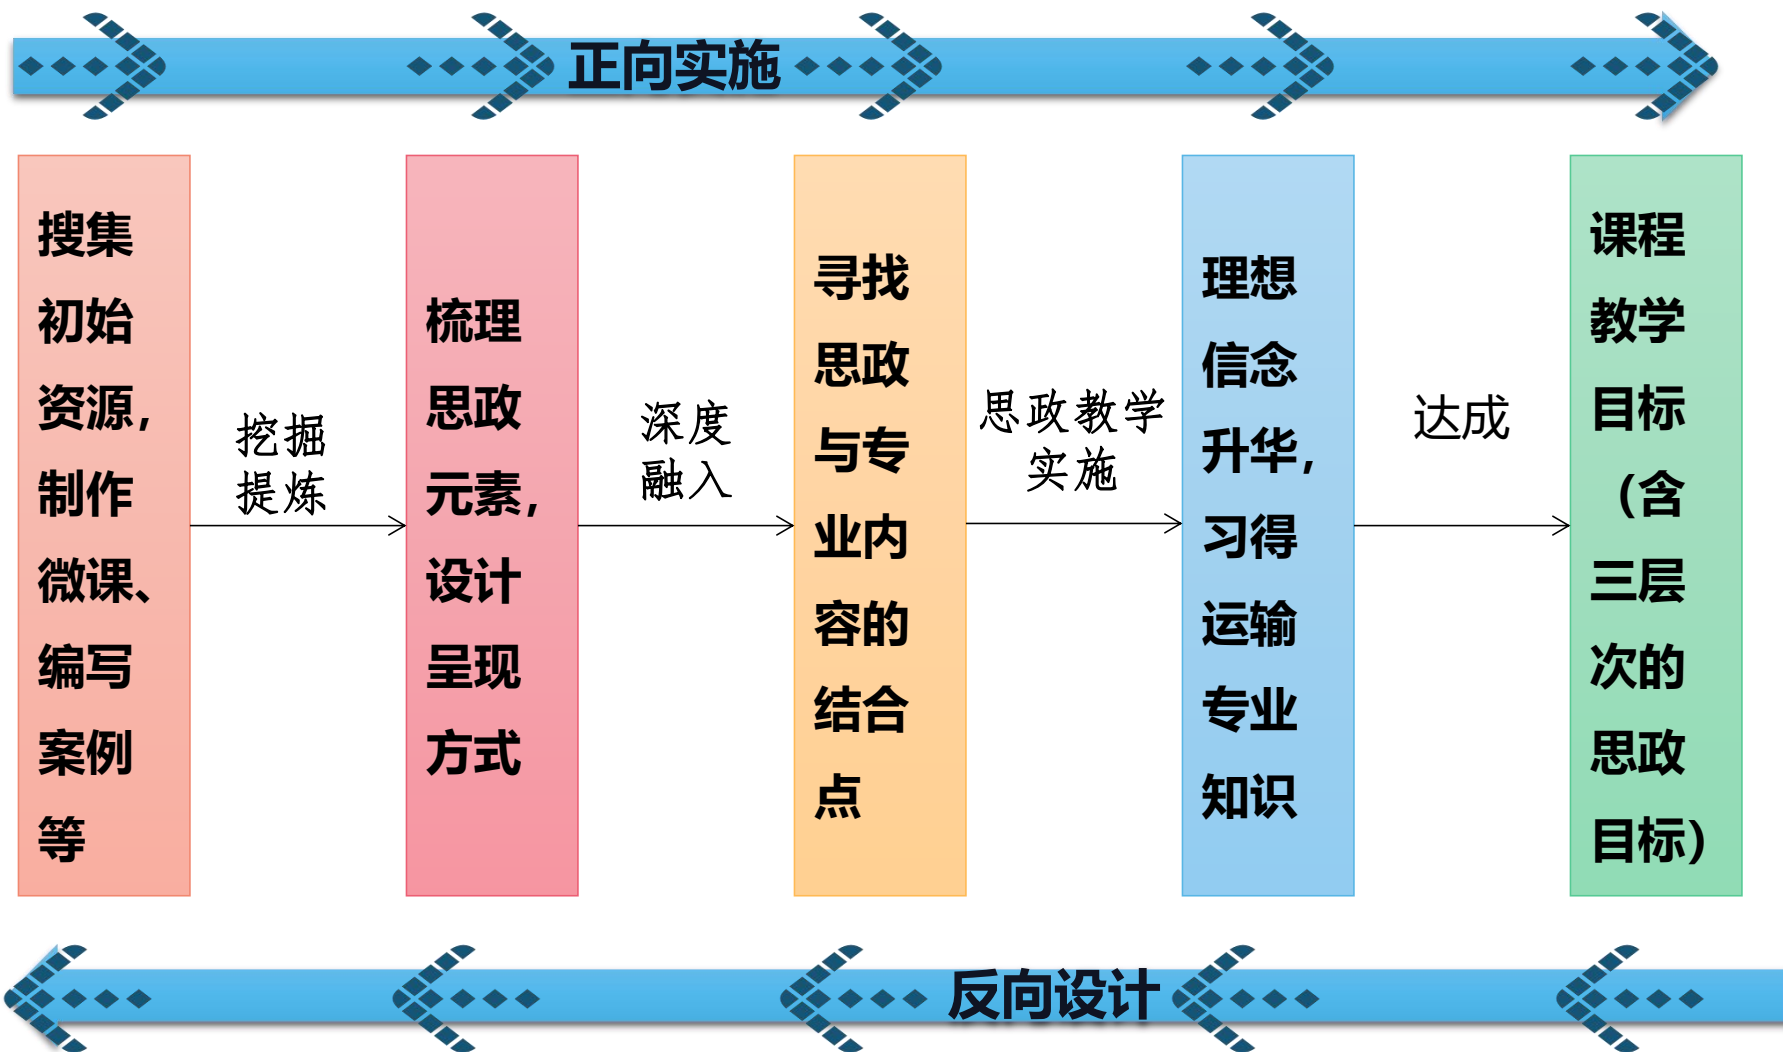 正向实施
搜集
初始
资源，
制作
微课、
编写
案例
等
挖掘
提炼
梳理
思政
元素，
设计
呈现
方式
深度
融入
寻找
思政
与专
业内
容的
结合
点
思政教学
实施
理想
信念
升华，
习得
运输
专业
知识
达成
课程
教学
目标
（含
三层
次的
思政
目标）
反向设计